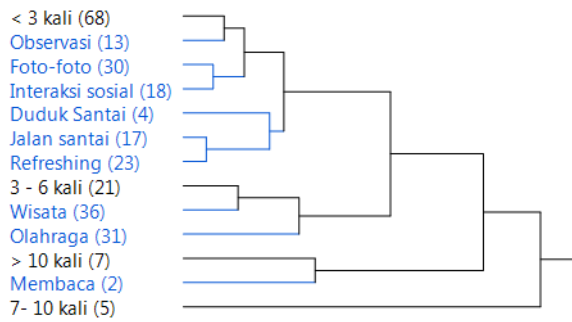 < 3 kali (68)
Observasi (13)
Foto-foto (30)
Interaksi sosial (18)
Duduk Santai (4)
Jalan santai (17)
Refreshing (23)
3 - 6 kali (21)
Wisata (36)
Olahraga (31)
> 10 kali (7)
Membaca (2)
7- 10 kali (5)